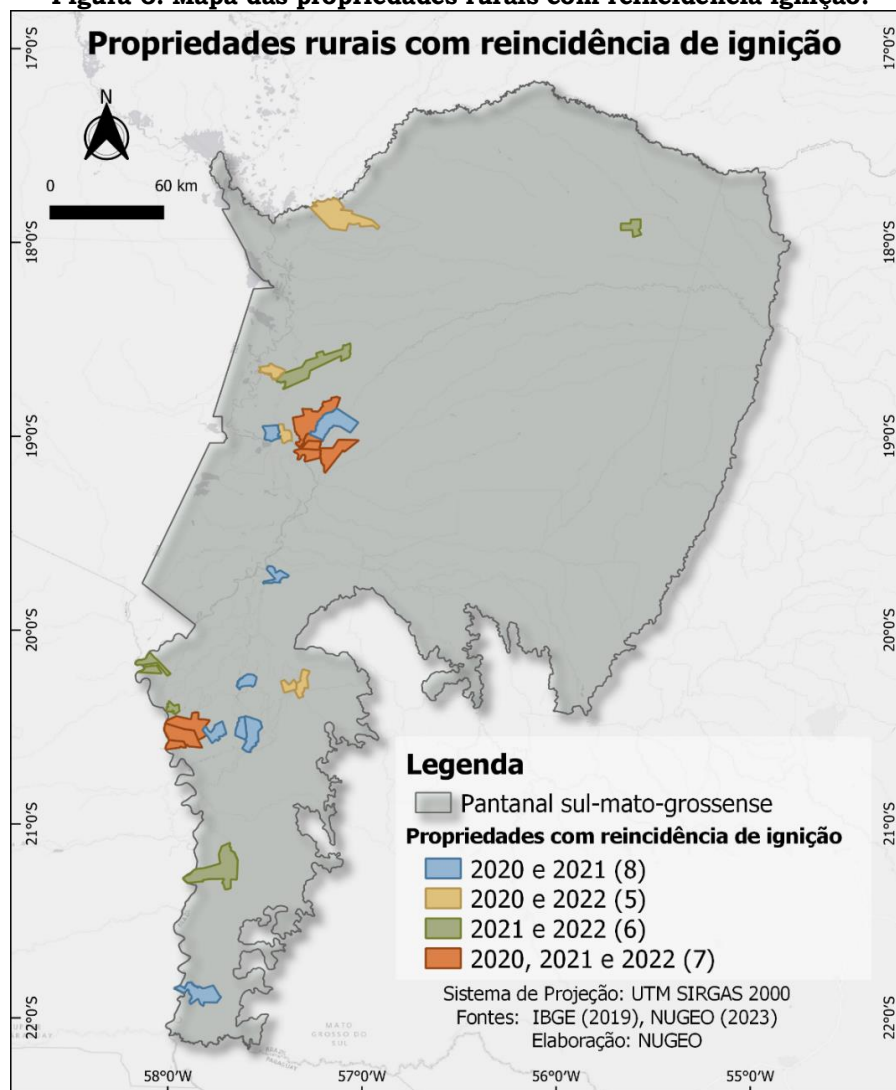 Figura 8. Mapa das propriedades rurais com reincidência ignição.
Propriedades rurais com reincidência de ignição
N
0 60 km
17°0'S 17°0'S
18°0'S 18°0'S
19°0'S 19°0'S
20°0'S 20°0'S
21°0'S 21°0'S
22°0'S 22°0'S
Legenda
Pantanal sul-mato-grossense
Propriedades com reincidência de ignição
2020 e 2021 (8)
2020 e 2022 (5)
2021 e 2022 (6)
2020, 2021 e 2022 (7)
Sistema de Projeção: UTM SIRGAS 2000
Fontes: IBGE (2019), NUGEO (2023)
Elaboração: NUGEO
MATO
GROSSO DO
SUL
58°0'W 57°0'W 56°0'W 55°0'W